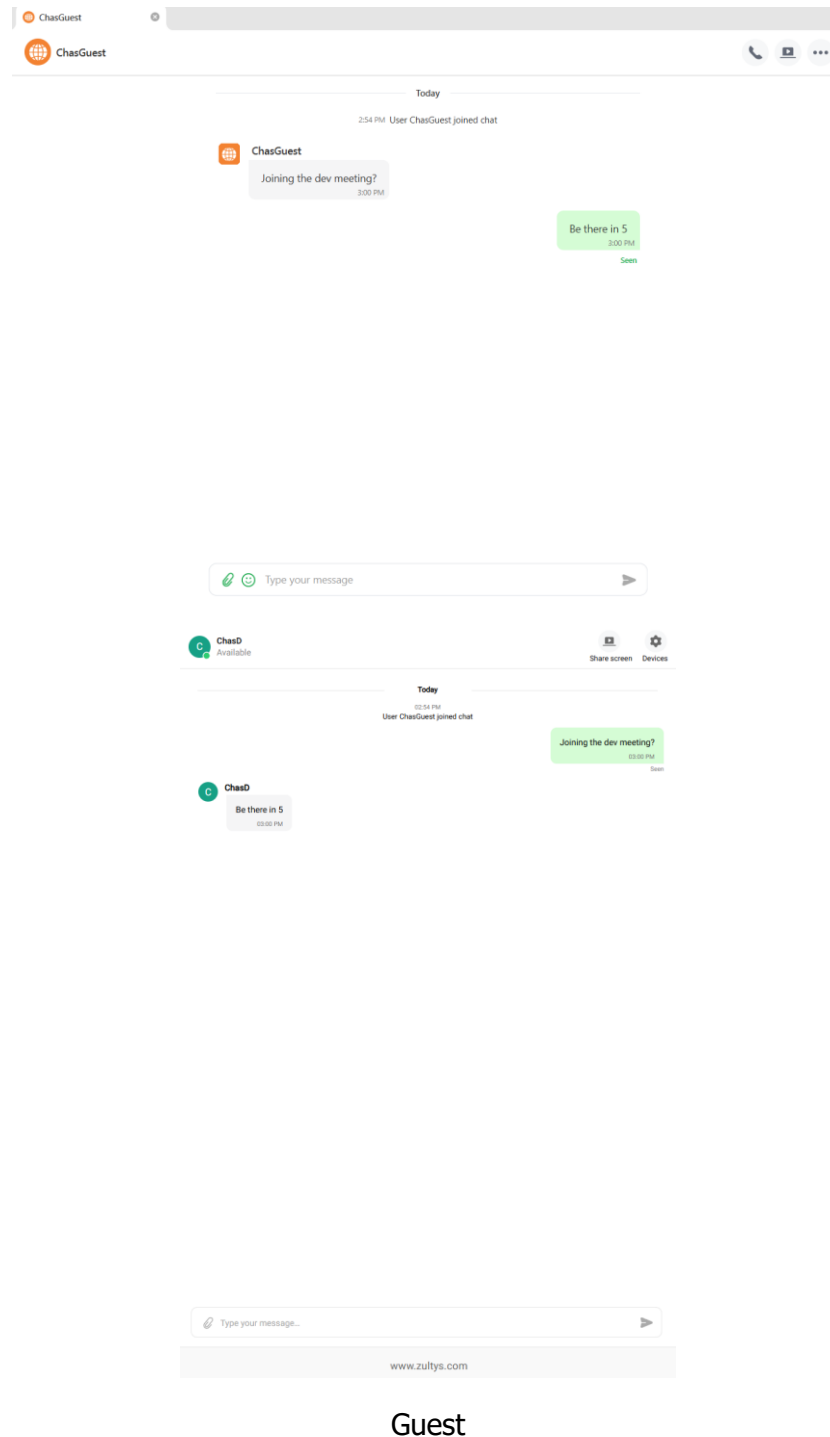 ChasGuest
ChasGuest
Today
2:54 PM User ChasGuest joined chat
ChasGuest
Joining the dev meeting?
3:00 PM
Be there in 5
3:00 PM
Seen
Type your message
C
ChasD
Available
Share screen Devices
Today
02:54 PM
User ChasGuest joined chat
Joining the dev meeting?
03:00 PM
Seen
C
ChasD
Be there in 5
03:00 PM
Type your message...
www.zultys.com
Guest